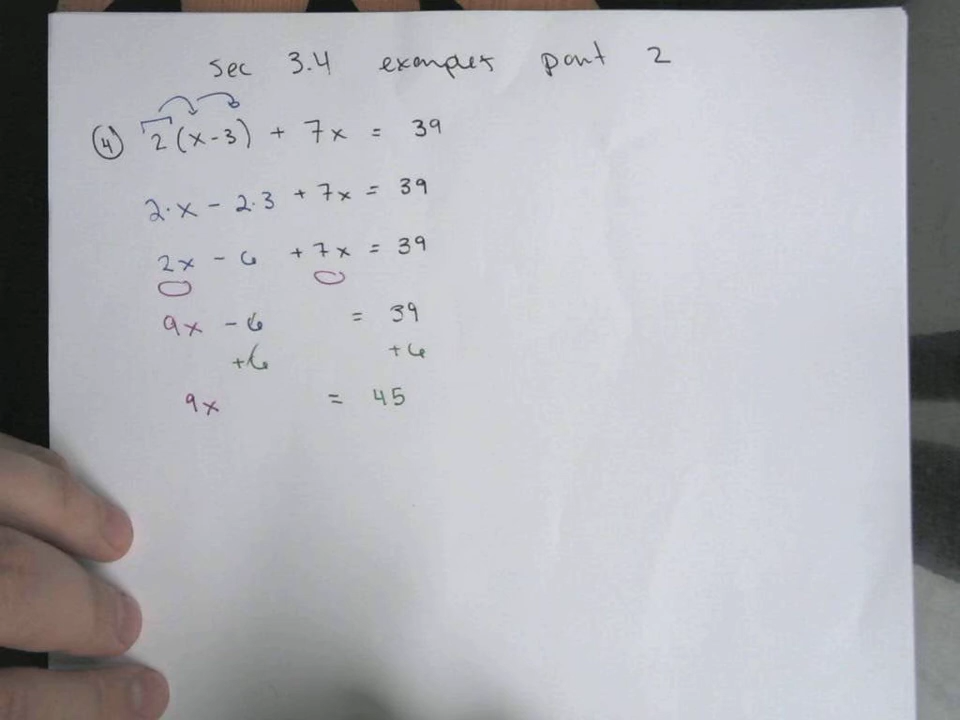 Sec 3.4 examples part 2
④ 2(x-3) + 7x = 39
2·x - 2·3 + 7x = 39
2x - 6 + 7x = 39
9x - 6 = 39
+6 +6
9x = 45